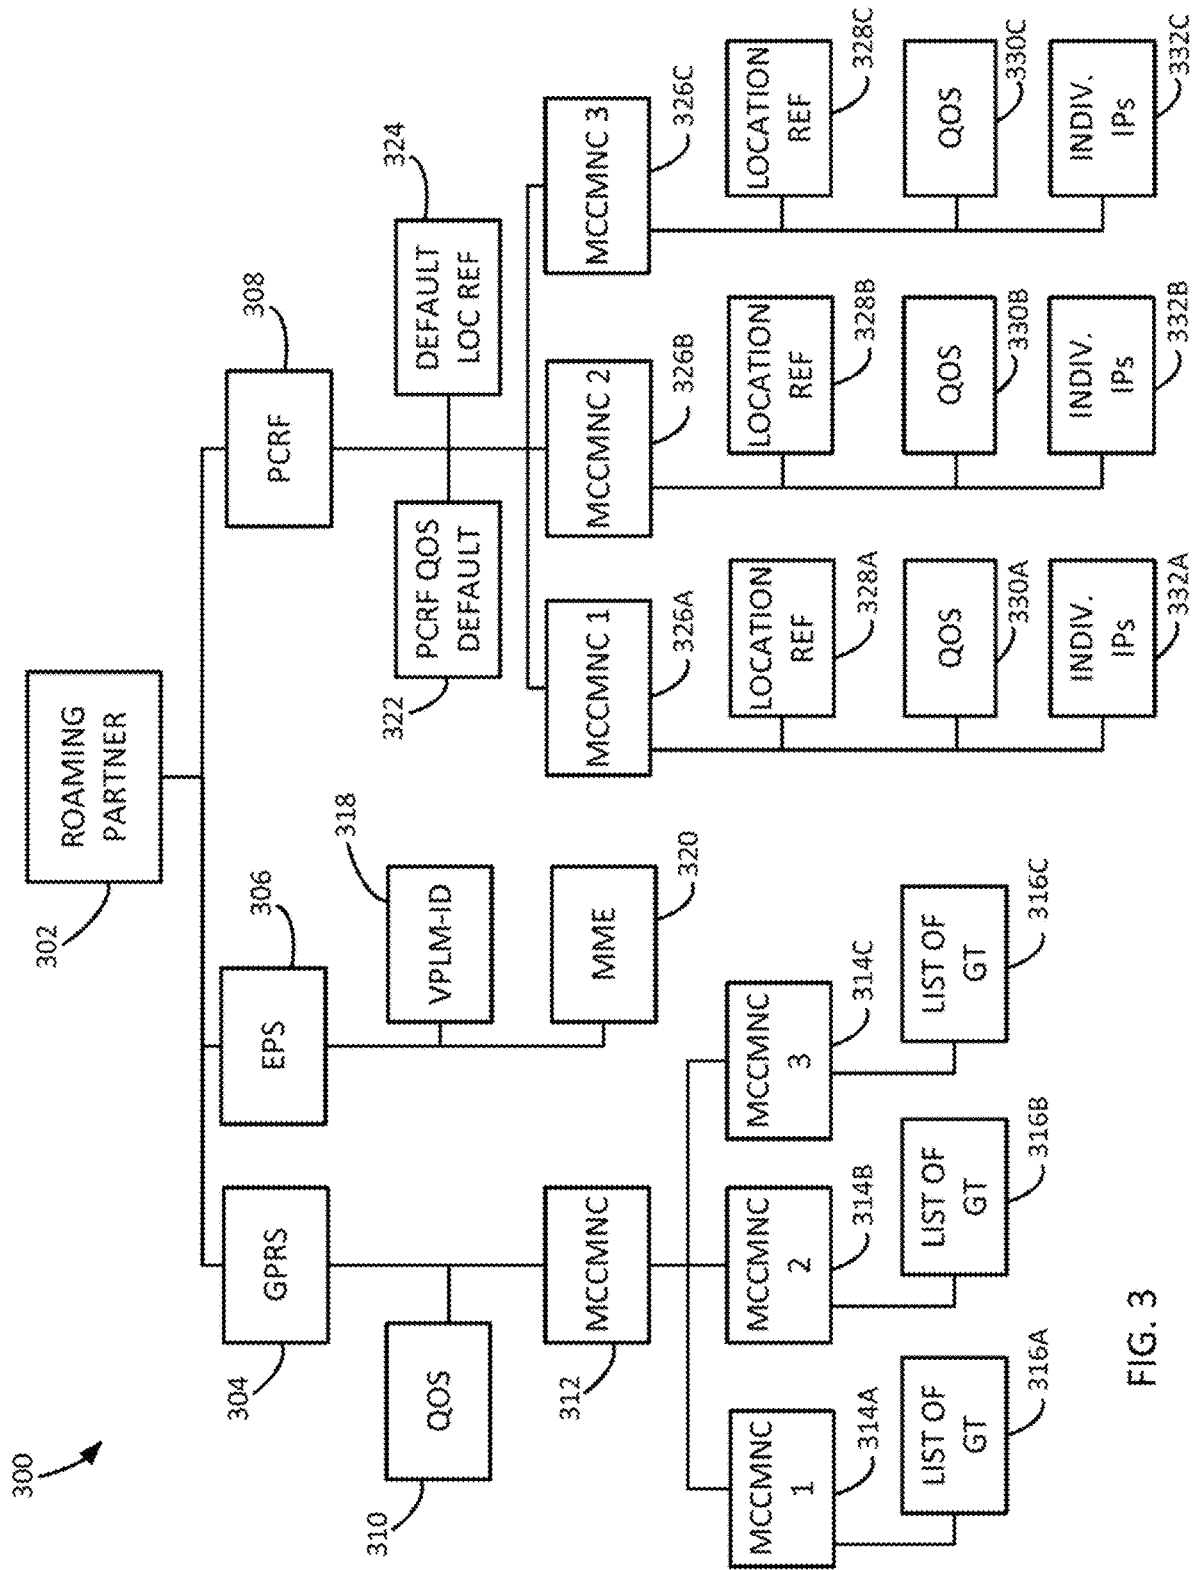 300
ROAMING
PARTNER
302
GPRS
304
EPS
306
PCRF
308
QOS
310
VPLM-ID
318
PCRF QOS
DEFAULT
322
DEFAULT
LOC REF
324
MCCMNC
312
MME
320
MCCMNC 1
326A
MCCMNC 2
326B
MCCMNC 3
326C
MCCMNC
1
314A
MCCMNC
2
314B
MCCMNC
3
314C
LOCATION
REF
328A
LOCATION
REF
328B
LOCATION
REF
328C
LIST OF
GT
316A
LIST OF
GT
316B
LIST OF
GT
316C
QOS
330A
QOS
330B
QOS
330C
INDIV.
IPs
332A
INDIV.
IPs
332B
INDIV.
IPs
332C
FIG. 3